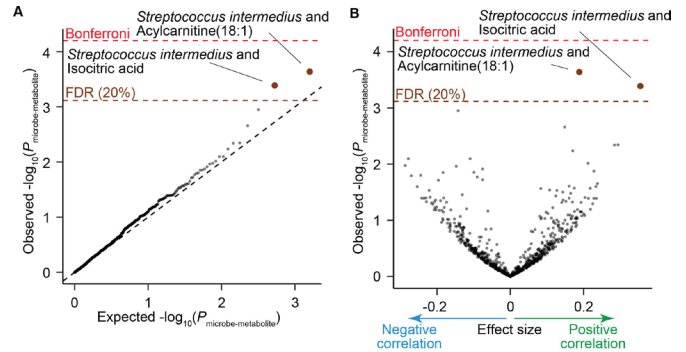 A
Streptococcus intermedius and
Acylcarnitine(18:1)
Bonferroni
Streptococcus intermedius and
Isocitric acid
FDR (20%)
4
3
2
1
0
Observed -log10(Pmicrobe-metabolite)
0 1 2 3
Expected -log10(Pmicrobe-metabolite)
B
Streptococcus intermedius and
Isocitric acid
Bonferroni
Streptococcus intermedius and
Acylcarnitine(18:1)
FDR (20%)
4
3
2
1
0
Observed -log10(Pmicrobe-metabolite)
-0.2 0 0.2
Negative
correlation
Effect size
Positive
correlation